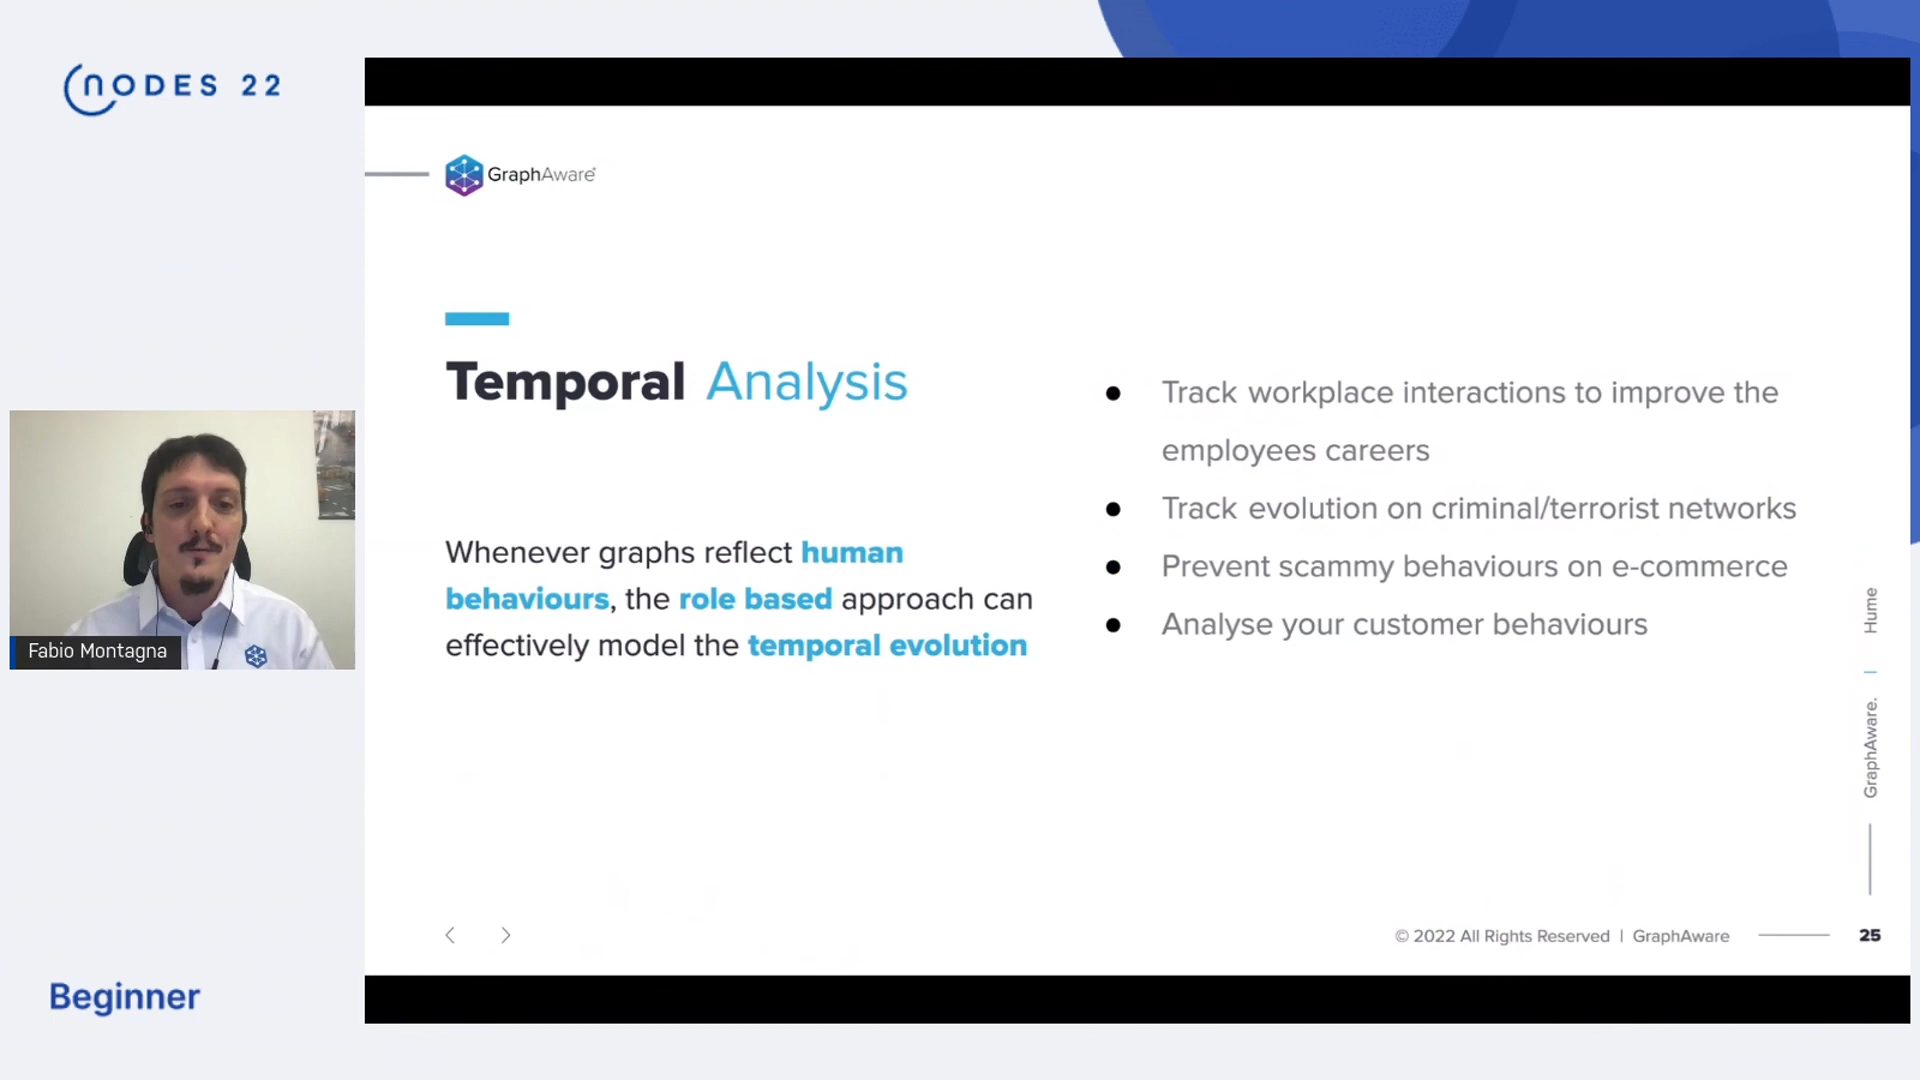 NODES 22
GraphAware
Temporal Analysis
Whenever graphs reflect human
behaviours, the role based approach can
effectively model the temporal evolution
● Track workplace interactions to improve the
employees careers
● Track evolution on criminal/terrorist networks
● Prevent scammy behaviours on e-commerce
● Analyse your customer behaviours
Fabio Montagna
GraphAware. | Hume
< >
© 2022 All Rights Reserved | GraphAware
25
Beginner